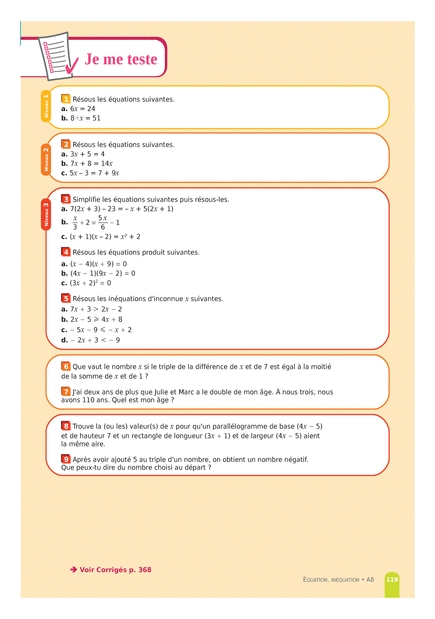 Je me teste
Niveau 1
1 Résous les équations suivantes.
a. 6x = 24
b. 8 + x = 51
Niveau 2
2 Résous les équations suivantes.
a. 3x + 5 = 4
b. 7x + 8 = 14x
c. 5x – 3 = 7 + 9x
Niveau 3
3 Simplifie les équations suivantes puis résous-les.
a. 7(2x + 3) – 23 = – x + 5(2x + 1)
b. x/3 + 2 = 5x/6 − 1
c. (x + 1)(x – 2) = x² + 2
4 Résous les équations produit suivantes.
a. (x − 4)(x + 9) = 0
b. (4x − 1)(9x − 2) = 0
c. (3x + 2)² = 0
5 Résous les inéquations d'inconnue x suivantes.
a. 7x + 3 > 2x − 2
b. 2x − 5 ⩾ 4x + 8
c. − 5x − 9 ⩽ − x + 2
d. − 2x + 3 < − 9
6 Que vaut le nombre x si le triple de la différence de x et de 7 est égal à la moitié
de la somme de x et de 1 ?
7 J'ai deux ans de plus que Julie et Marc a le double de mon âge. À nous trois, nous
avons 110 ans. Quel est mon âge ?
8 Trouve la (ou les) valeur(s) de x pour qu'un parallélogramme de base (4x − 5)
et de hauteur 7 et un rectangle de longueur (3x + 1) et de largeur (4x − 5) aient
la même aire.
9 Après avoir ajouté 5 au triple d'un nombre, on obtient un nombre négatif.
Que peux-tu dire du nombre choisi au départ ?
➔ Voir Corrigés p. 368
ÉQUATION, INÉQUATION • A8 119